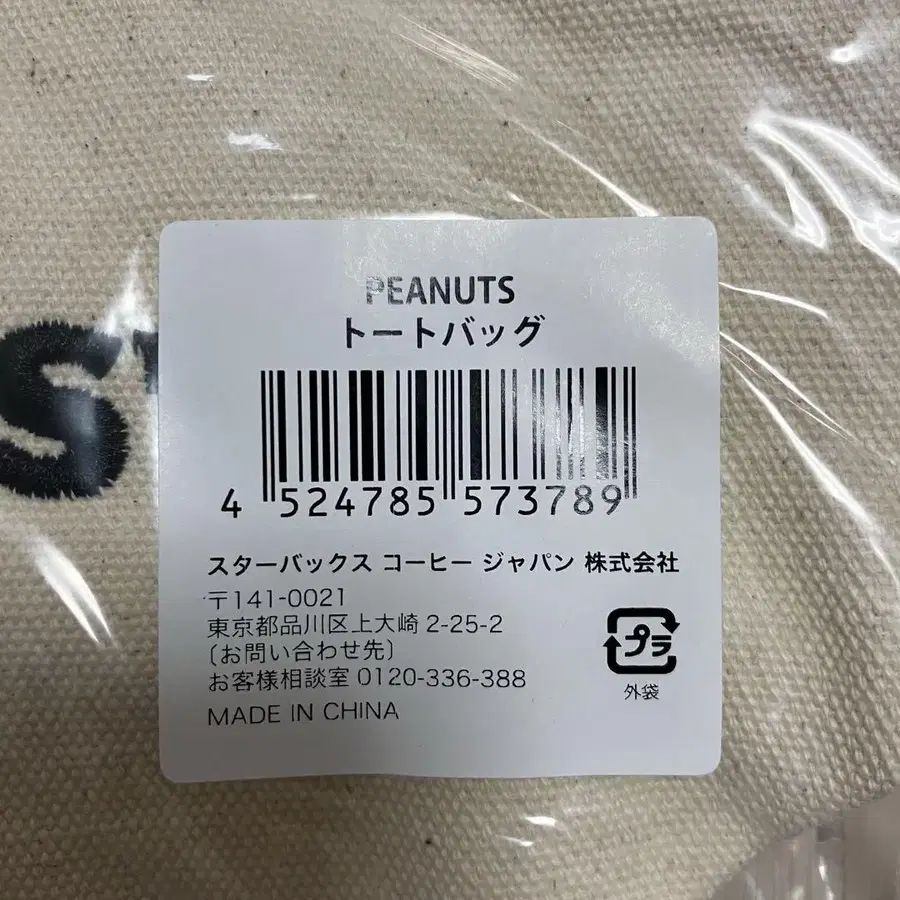 PEANUTS
トートバッグ
4 524785 573789
スターバックス コーヒー ジャパン 株式会社
〒141-0021
東京都品川区上大崎 2-25-2
〔お問い合わせ先〕
お客様相談室 0120-336-388
MADE IN CHINA
プラ
外袋